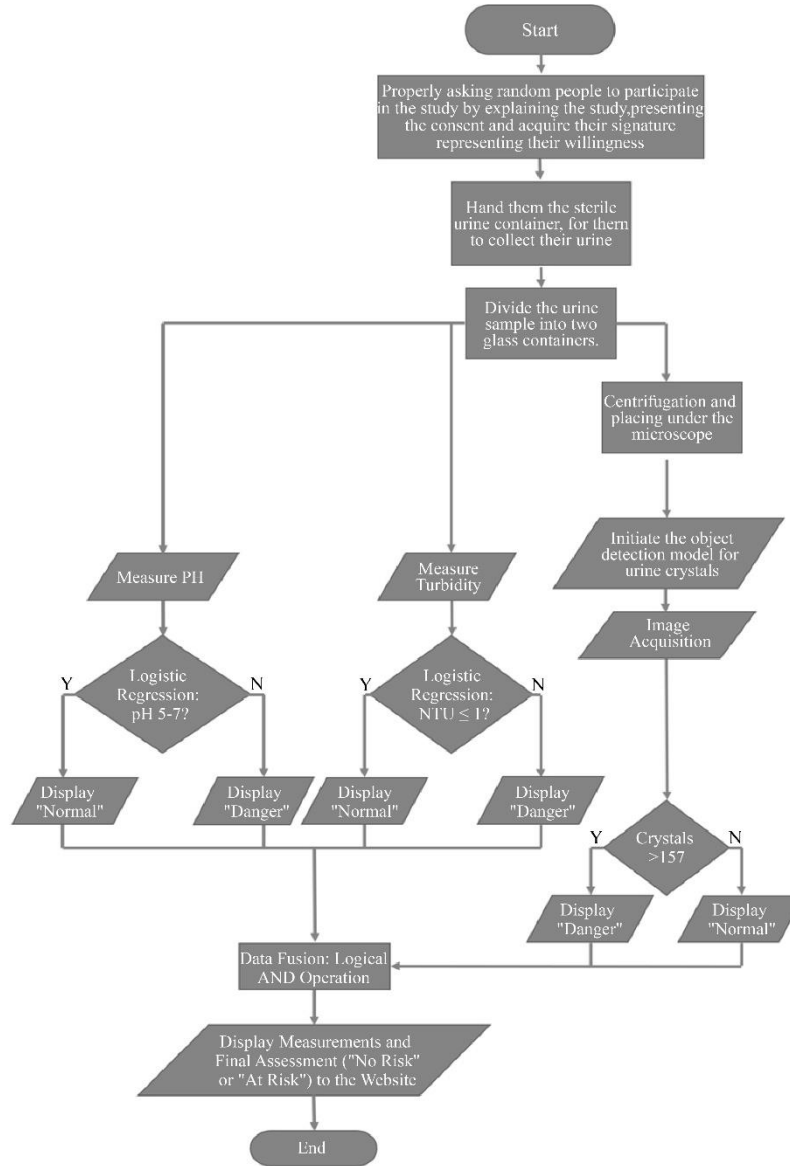 Start
Properly asking random people to participate
in the study by explaining the study,presenting
the consent and acquire their signature
representing their willingness
Hand them the sterile
urine container, for them
to collect their urine
Divide the urine
sample into two
glass containers.
Centrifugation and
placing under the
microscope
Initiate the object
detection model for
urine crystals
Measure PH
Measure
Turbidity
Image
Acquisition
Y
Logistic
Regression:
pH 5-7?
N
Y
Logistic
Regression:
NTU ≤ 1?
N
Display
"Normal"
Display
"Danger"
Display
"Normal"
Display
"Danger"
Y
Crystals
>157
N
Display
"Danger"
Display
"Normal"
Data Fusion: Logical
AND Operation
Display Measurements and
Final Assessment ("No Risk"
or "At Risk") to the Website
End